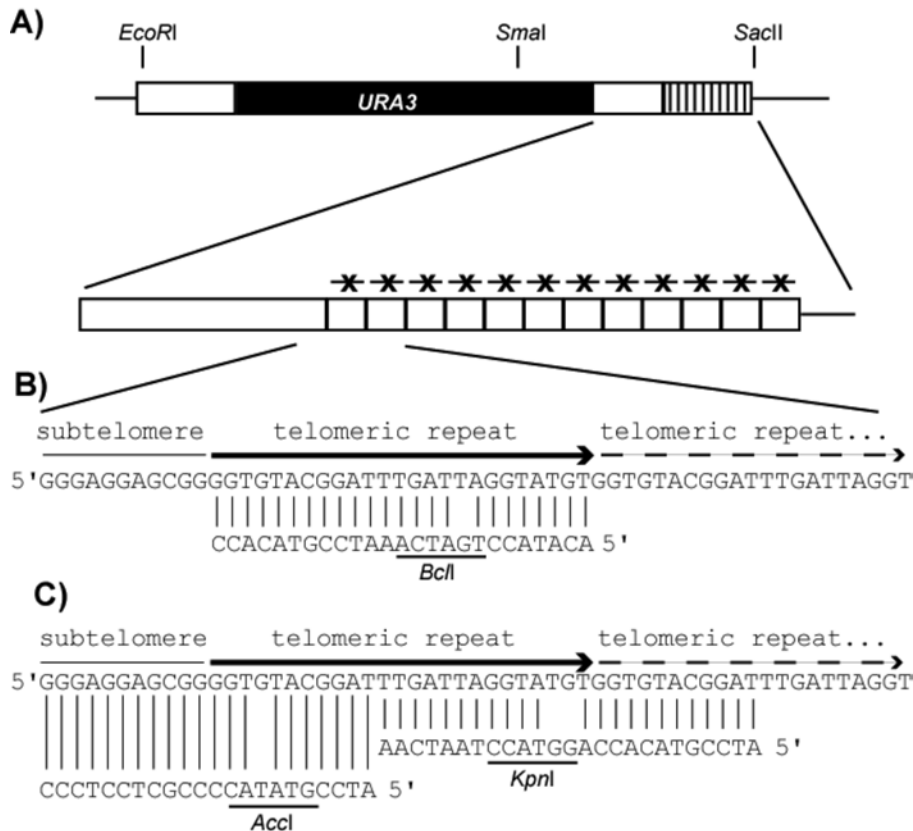 A)
EcoRI SmaI SacII
URA3
X X X X X X X X X X X X
B)
subtelomere telomeric repeat telomeric repeat...
5'GGGAGGAGCGGGGTGTACGGATTTGATTAGGTATGTGGTGTACGGATTTGATTAGGT
CCACATGCCTAAACTAGTCCATACA 5'
BclI
C)
subtelomere telomeric repeat telomeric repeat...
5'GGGAGGAGCGGGGTGTACGGATTTGATTAGGTATGTGGTGTACGGATTTGATTAGGT
AACTAATCCATGGACCACATGCCTA 5'
KpnI
CCCTCCTCGCCCCATATGCCTA 5'
AccI